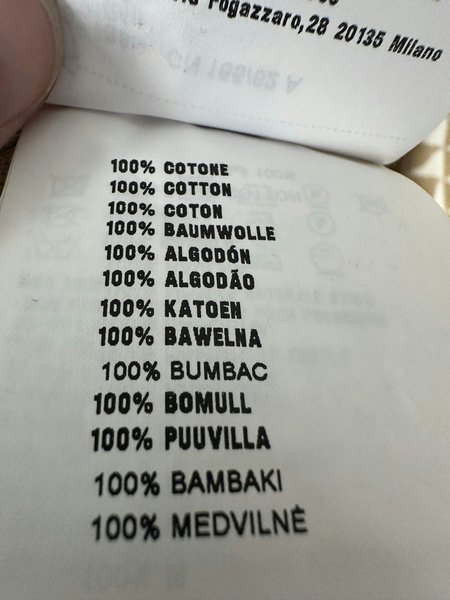 Fogazzaro,28 20135 Milano
100% COTONE
100% COTTON
100% COTON
100% BAUMWOLLE
100% ALGODÓN
100% ALGODÃO
100% KATOEN
100% BAWELNA
100% BUMBAC
100% BOMULL
100% PUUVILLA
100% BAMBAKI
100% MEDVILNĖ